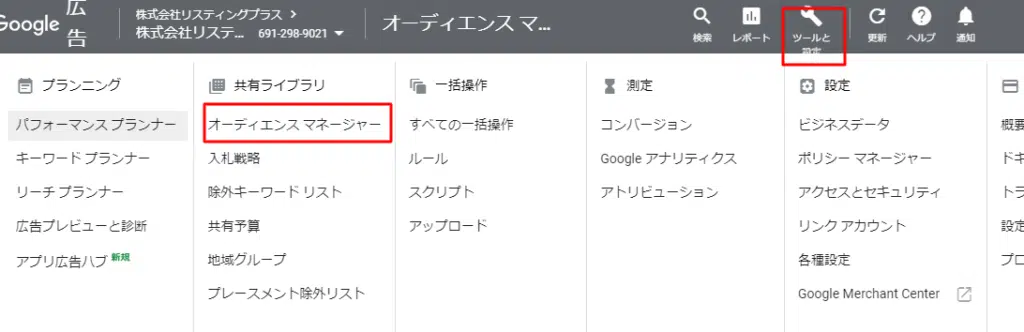 Google 広告
株式会社リスティングプラス >
株式会社リステ... 691-298-9021
オーディエンス マ...
検索
レポート
ツールと
設定
更新
ヘルプ
通知
プランニング
パフォーマンス プランナー
キーワード プランナー
リーチ プランナー
広告プレビューと診断
アプリ広告ハブ 新規
共有ライブラリ
オーディエンス マネージャー
入札戦略
除外キーワード リスト
共有予算
地域グループ
プレースメント除外リスト
一括操作
すべての一括操作
ルール
スクリプト
アップロード
測定
コンバージョン
Google アナリティクス
アトリビューション
設定
ビジネスデータ
ポリシー マネージャー
アクセスとセキュリティ
リンク アカウント
各種設定
Google Merchant Center
概要
ドキ
トラ
設定
プロ